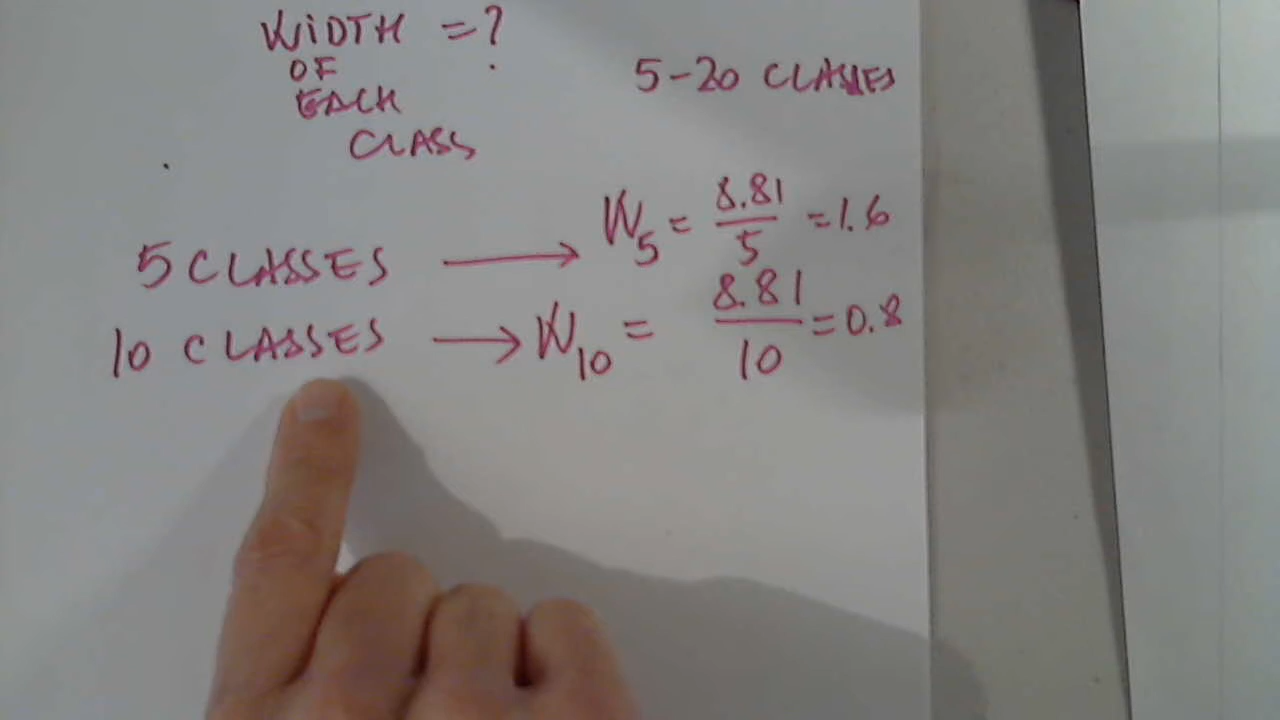 WIDTH = ?
OF
EACH
CLASS
5-20 CLASSES
5 CLASSES → W5 = 8.81/5 = 1.6
10 CLASSES → W10 = 8.81/10 = 0.8